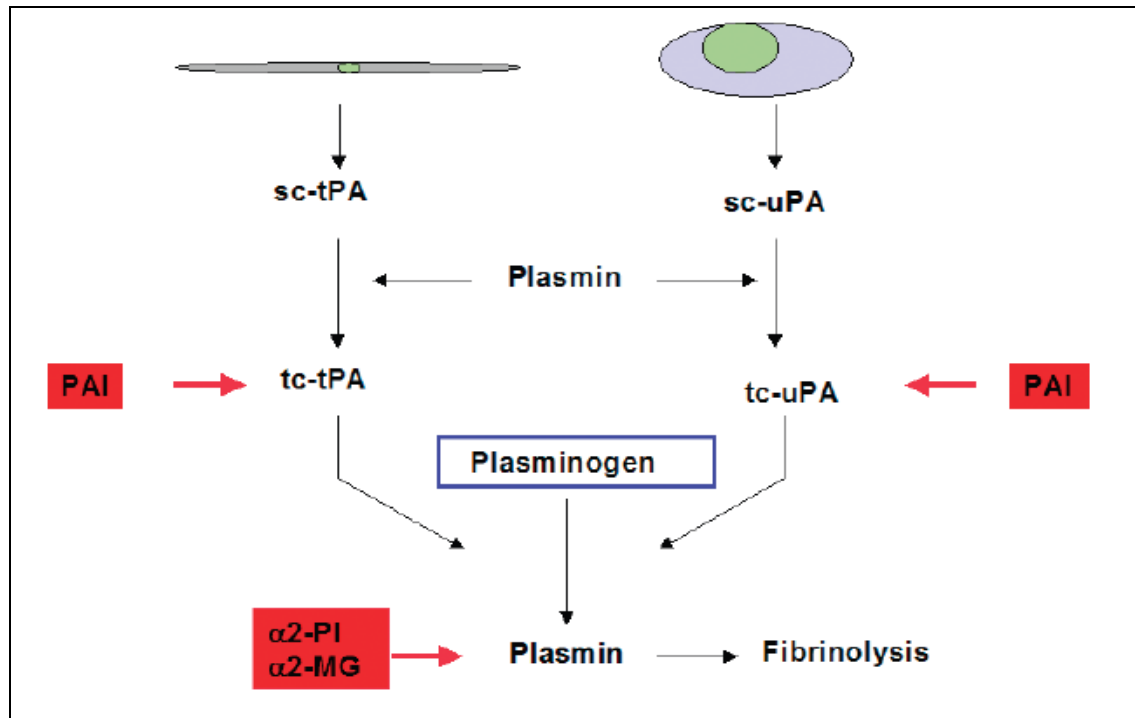 sc-tPA
sc-uPA
Plasmin
PAI
tc-tPA
tc-uPA
PAI
Plasminogen
α2-PI
α2-MG
Plasmin
Fibrinolysis